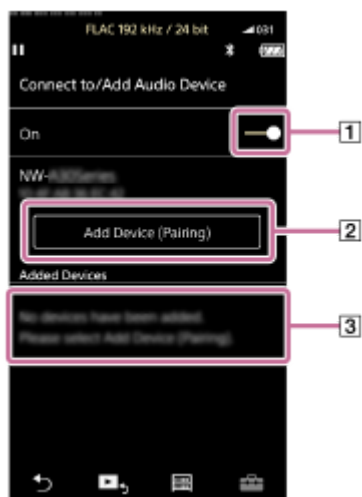 FLAC 192 kHz / 24 bit
031
Connect to/Add Audio Device
On
1
NW-
Add Device (Pairing)
2
Added Devices
No devices have been added.
Please select Add Device (Pairing).
3